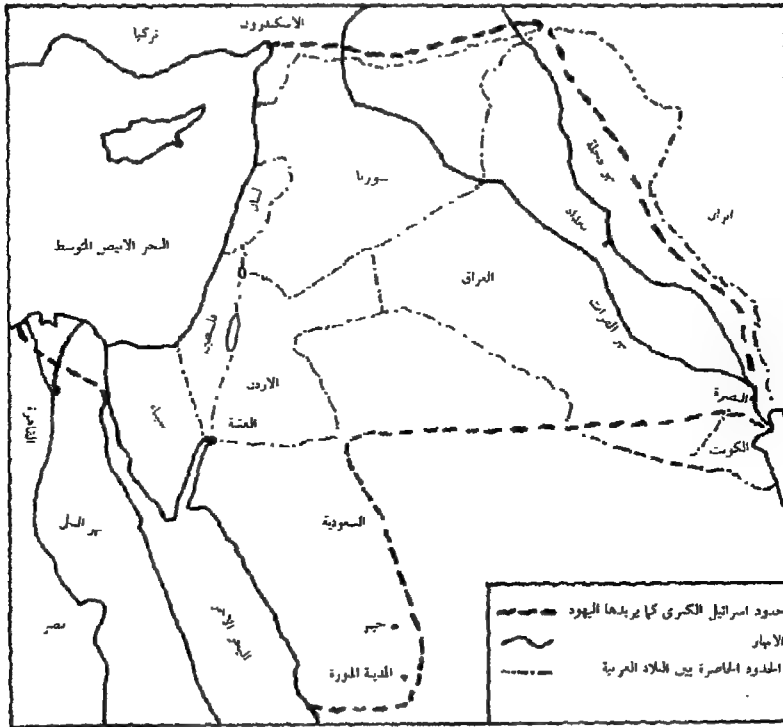 الاسكندرون
تركيا
سوريا
لبنان
نهر دجلة
ايران
بغداد
البحر الابيض المتوسط
العراق
نهر الفرات
فلسطين
الاردن
البصرة
العقبة
سيناء
القاهرة
الكويت
السعودية
نهر النيل
مصر
البحر الاحمر
خيبر
المدينة المنورة
حدود اسرائيل الكبرى كما يريدها اليهود
الانهار
الحدود الحاضرة بين البلاد العربية